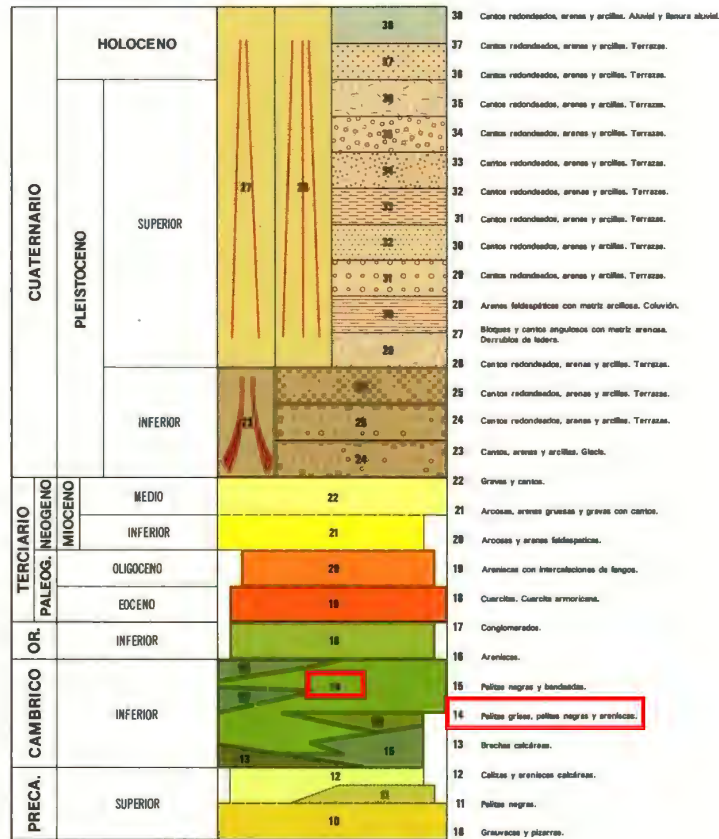 CUATERNARIO
HOLOCENO
PLEISTOCENO
SUPERIOR
INFERIOR
TERCIARIO
NEOGENO
MIOCENO
MEDIO
INFERIOR
PALEOG.
OLIGOCENO
EOCENO
OR.
INFERIOR
CAMBRICO
INFERIOR
PRECA.
SUPERIOR
38
37
27
33
32
31
24
22
21
20
19
18
15
13
12
10
38 Cantos redondeados, arenas y arcillas. Aluvial y llanura aluvial.
37 Cantos redondeados, arenas y arcillas. Terrazas.
36 Cantos redondeados, arenas y arcillas. Terrazas.
35 Cantos redondeados, arenas y arcillas. Terrazas.
34 Cantos redondeados, arenas y arcillas. Terrazas.
33 Cantos redondeados, arenas y arcillas. Terrazas.
32 Cantos redondeados, arenas y arcillas. Terrazas.
31 Cantos redondeados, arenas y arcillas. Terrazas.
30 Cantos redondeados, arenas y arcillas. Terrazas.
29 Cantos redondeados, arenas y arcillas. Terrazas.
28 Arenas feldespáticas con matriz arcillosa. Coluvión.
27 Bloques y cantos angulosos con matriz arenosa.
Derrubios de ladera.
26 Cantos redondeados, arenas y arcillas. Terrazas.
25 Cantos redondeados, arenas y arcillas. Terrazas.
24 Cantos redondeados, arenas y arcillas. Terrazas.
23 Cantos, arenas y arcillas. Glacis.
22 Gravas y cantos.
21 Arcosas, arenas gruesas y gravas con cantos.
20 Arcosas y arenas feldespaticas.
19 Areniscas con intercalaciones de fangos.
18 Cuarcitas. Cuarcita armoricana.
17 Conglomerados.
16 Areniscas.
15 Pelitas negras y bandeadas.
14 Pelitas grises, pelitas negras y areniscas.
13 Brechas calcáreas.
12 Calizas y areniscas calcáreas.
11 Pelitas negras.
10 Grauvacas y pizarras.